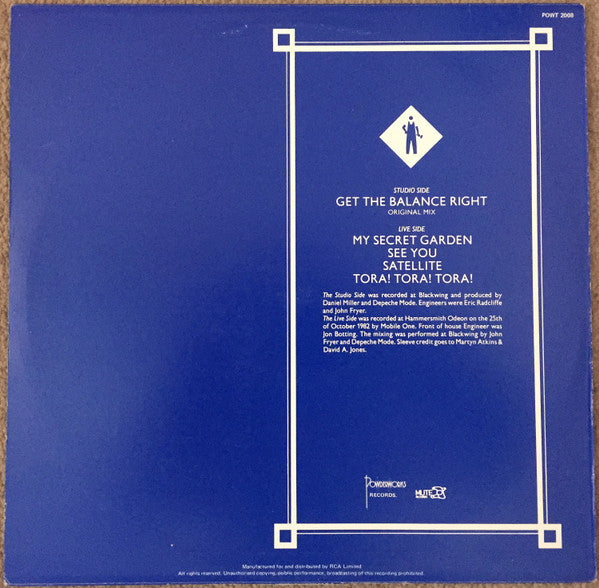 POWT 2008
STUDIO SIDE
GET THE BALANCE RIGHT
ORIGINAL MIX
LIVE SIDE
MY SECRET GARDEN
SEE YOU
SATELLITE
TORA! TORA! TORA!
The Studio Side was recorded at Blackwing and produced by
Daniel Miller and Depeche Mode. Engineers were Eric Radcliffe
and John Fryer.
The Live Side was recorded at Hammersmith Odeon on the 25th
of October 1982 by Mobile One. Front of house Engineer was
Jon Botting. The mixing was performed at Blackwing by John
Fryer and Depeche Mode. Sleeve credit goes to Martyn Atkins &
David A. Jones.
POWDERWORKS
RECORDS.
MUTE
Manufactured for and distributed by RCA Limited
All rights reserved. Unauthorised copying, public performance, broadcasting of this recording prohibited.